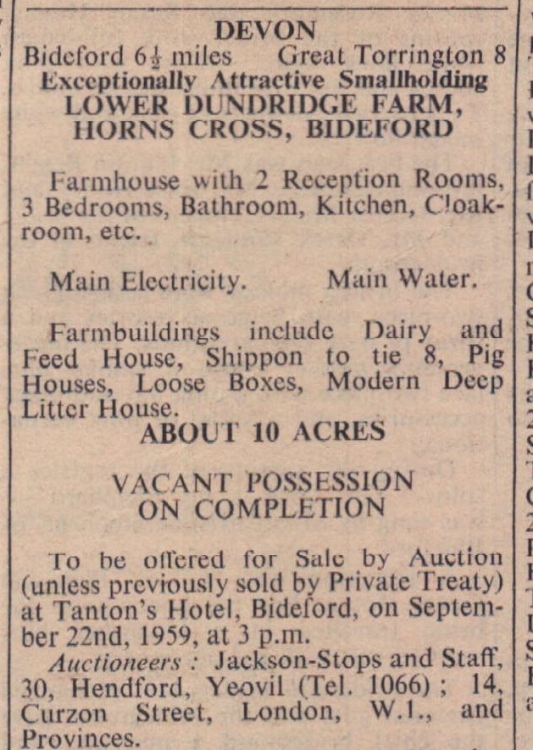 DEVON
Bideford 6½ miles Great Torrington 8
Exceptionally Attractive Smallholding
LOWER DUNDRIDGE FARM,
HORNS CROSS, BIDEFORD
Farmhouse with 2 Reception Rooms,
3 Bedrooms, Bathroom, Kitchen, Cloak-
room, etc.
Main Electricity. Main Water.
Farmbuildings include Dairy and
Feed House, Shippon to tie 8, Pig
Houses, Loose Boxes, Modern Deep
Litter House.
ABOUT 10 ACRES
VACANT POSSESSION
ON COMPLETION
To be offered for Sale by Auction
(unless previously sold by Private Treaty)
at Tanton's Hotel, Bideford, on Septem-
ber 22nd, 1959, at 3 p.m.
Auctioneers : Jackson-Stops and Staff,
30, Hendford, Yeovil (Tel. 1066) ; 14,
Curzon Street, London, W.1., and
Provinces.